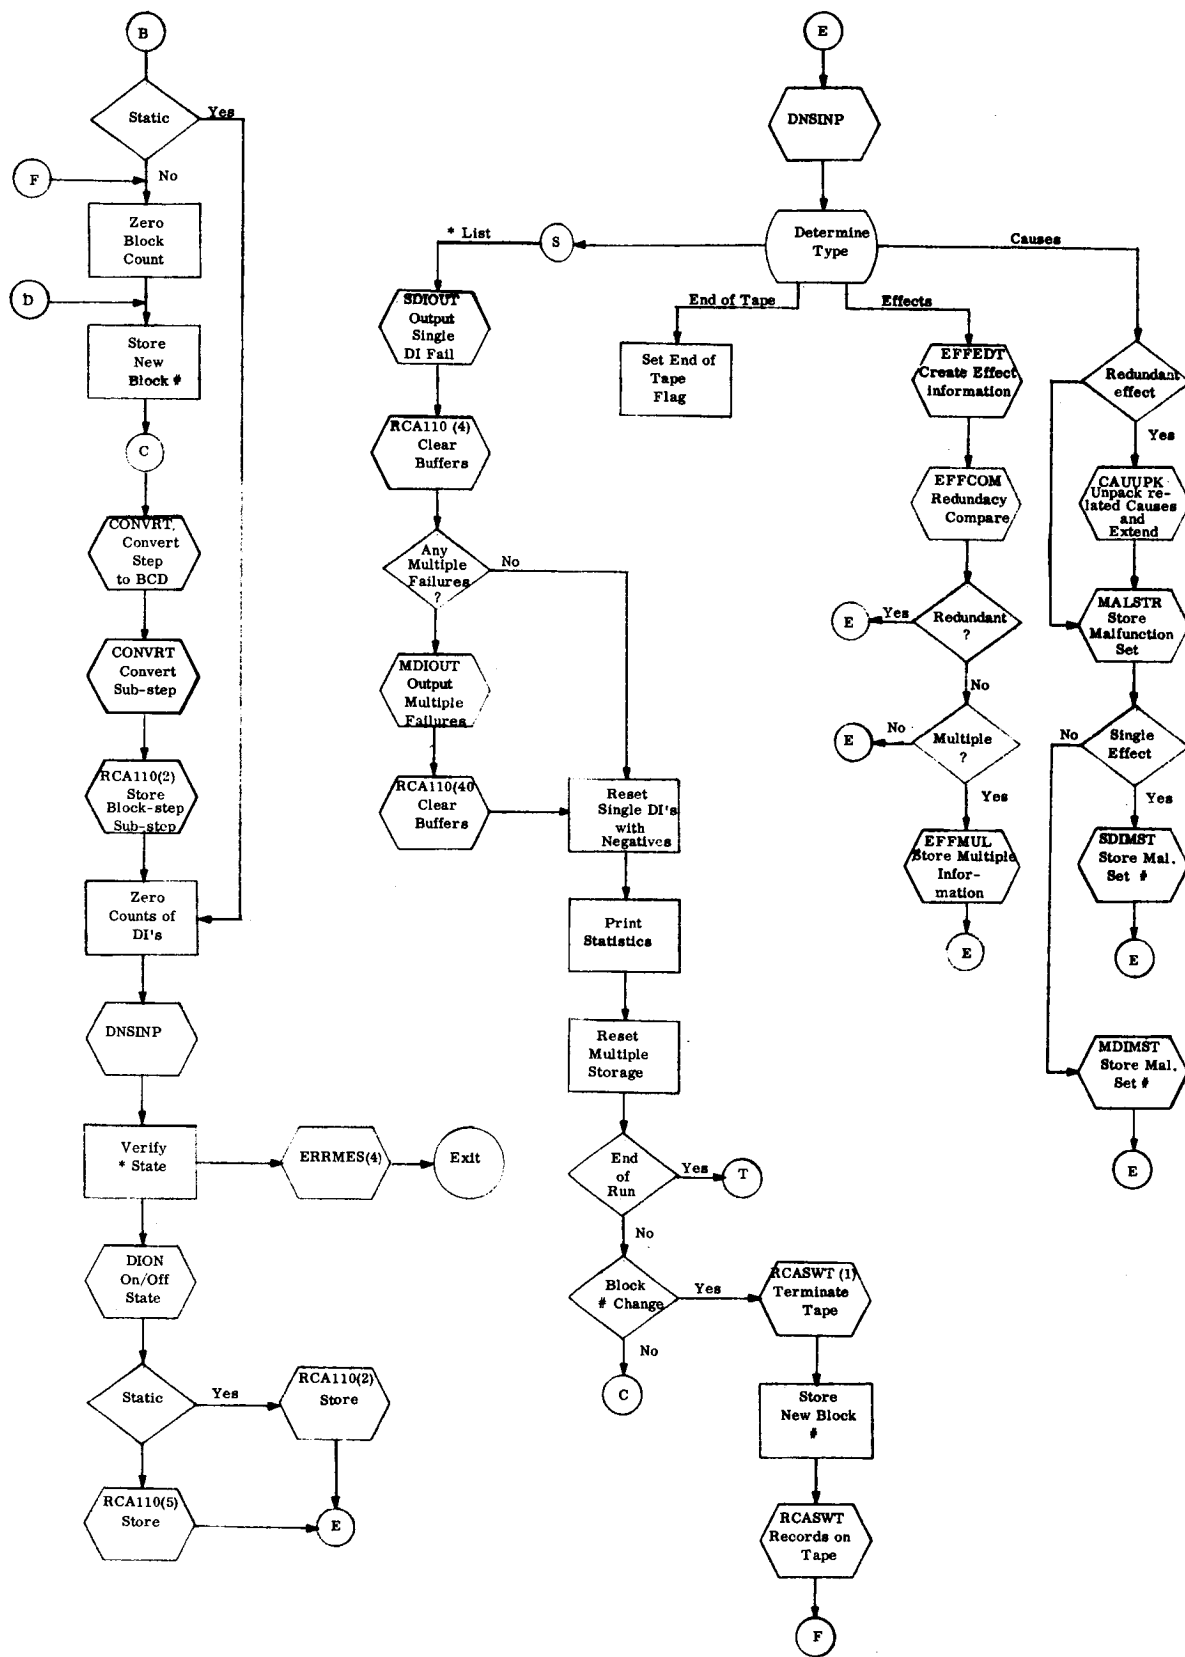 B
Static
Yes
F
No
Zero
Block
Count
D
Store
New
Block #
C
CONVRT.
Convert
Step
to BCD
CONVRT
Convert
Sub-step
RCA110(2)
Store
Block-step
Sub-step
Zero
Counts of
DI's
DNSINP
Verify
* State
ERRMES(4)
Exit
DION
On/Off
State
Static
Yes
RCA110(2)
Store
RCA110(5)
Store
E
E
DNSINP
Determine
Type
S
* List
SDIOUT
Output
Single
DI Fail
RCA110 (4)
Clear
Buffers
Any
Multiple
Failures
?
No
MDIOUT
Output
Multiple
Failures
RCA110(40
Clear
Buffers
Reset
Single DI's
with
Negatives
Print
Statistics
Reset
Multiple
Storage
End
of
Run
Yes
T
No
Block
# Change
Yes
No
C
RCASWT (1)
Terminate
Tape
Store
New Block
#
RCASWT
Records on
Tape
F
End of Tape
Set End of
Tape
Flag
Effects
EFFEDT
Create Effect
information
EFFCOM
Redundacy
Compare
Redundant
?
Yes
E
No
Multiple
?
No
E
Yes
EFFMUL
Store Multiple
Infor-
mation
E
Causes
Redundant
effect
Yes
CAUUPK
Unpack re-
lated Causes
and
Extend
MALSTR
Store
Malfunction
Set
Single
Effect
No
Yes
SDIMST
Store Mal.
Set #
E
MDIMST
Store Mal.
Set #
E